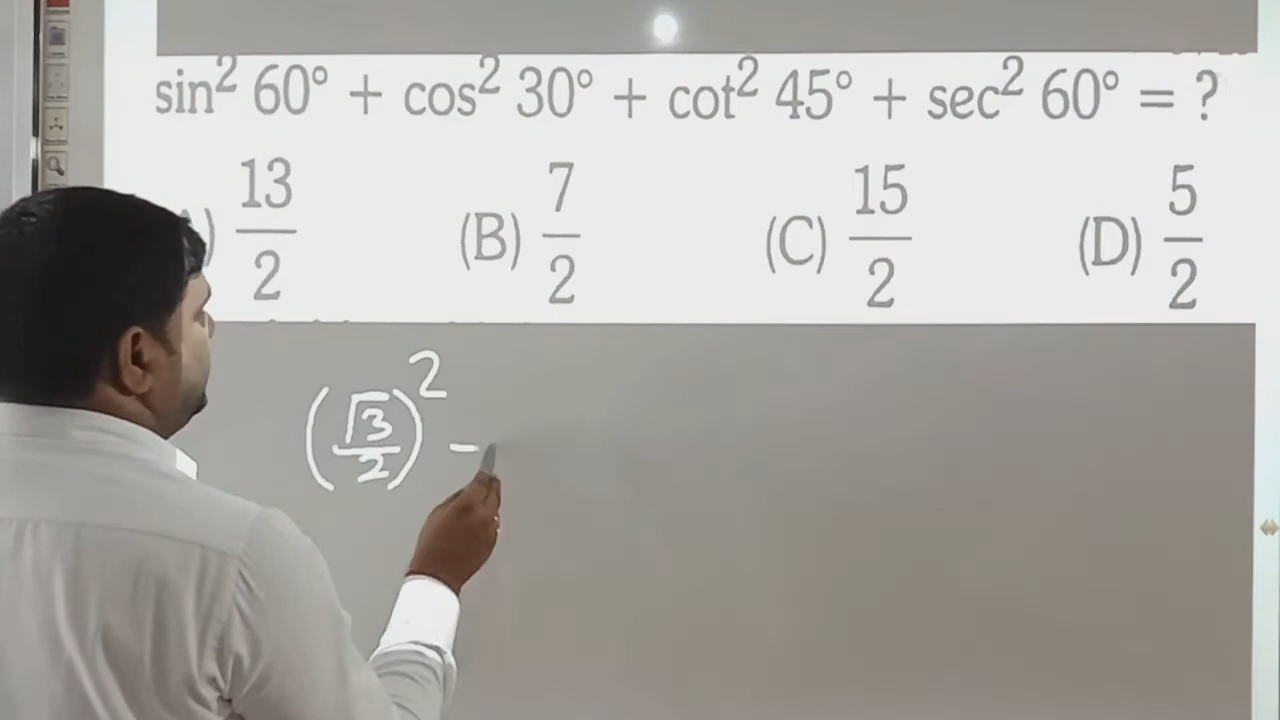 sin² 60° + cos² 30° + cot² 45° + sec² 60° = ?
) 13/2 (B) 7/2 (C) 15/2 (D) 5/2
(√3/2)² -